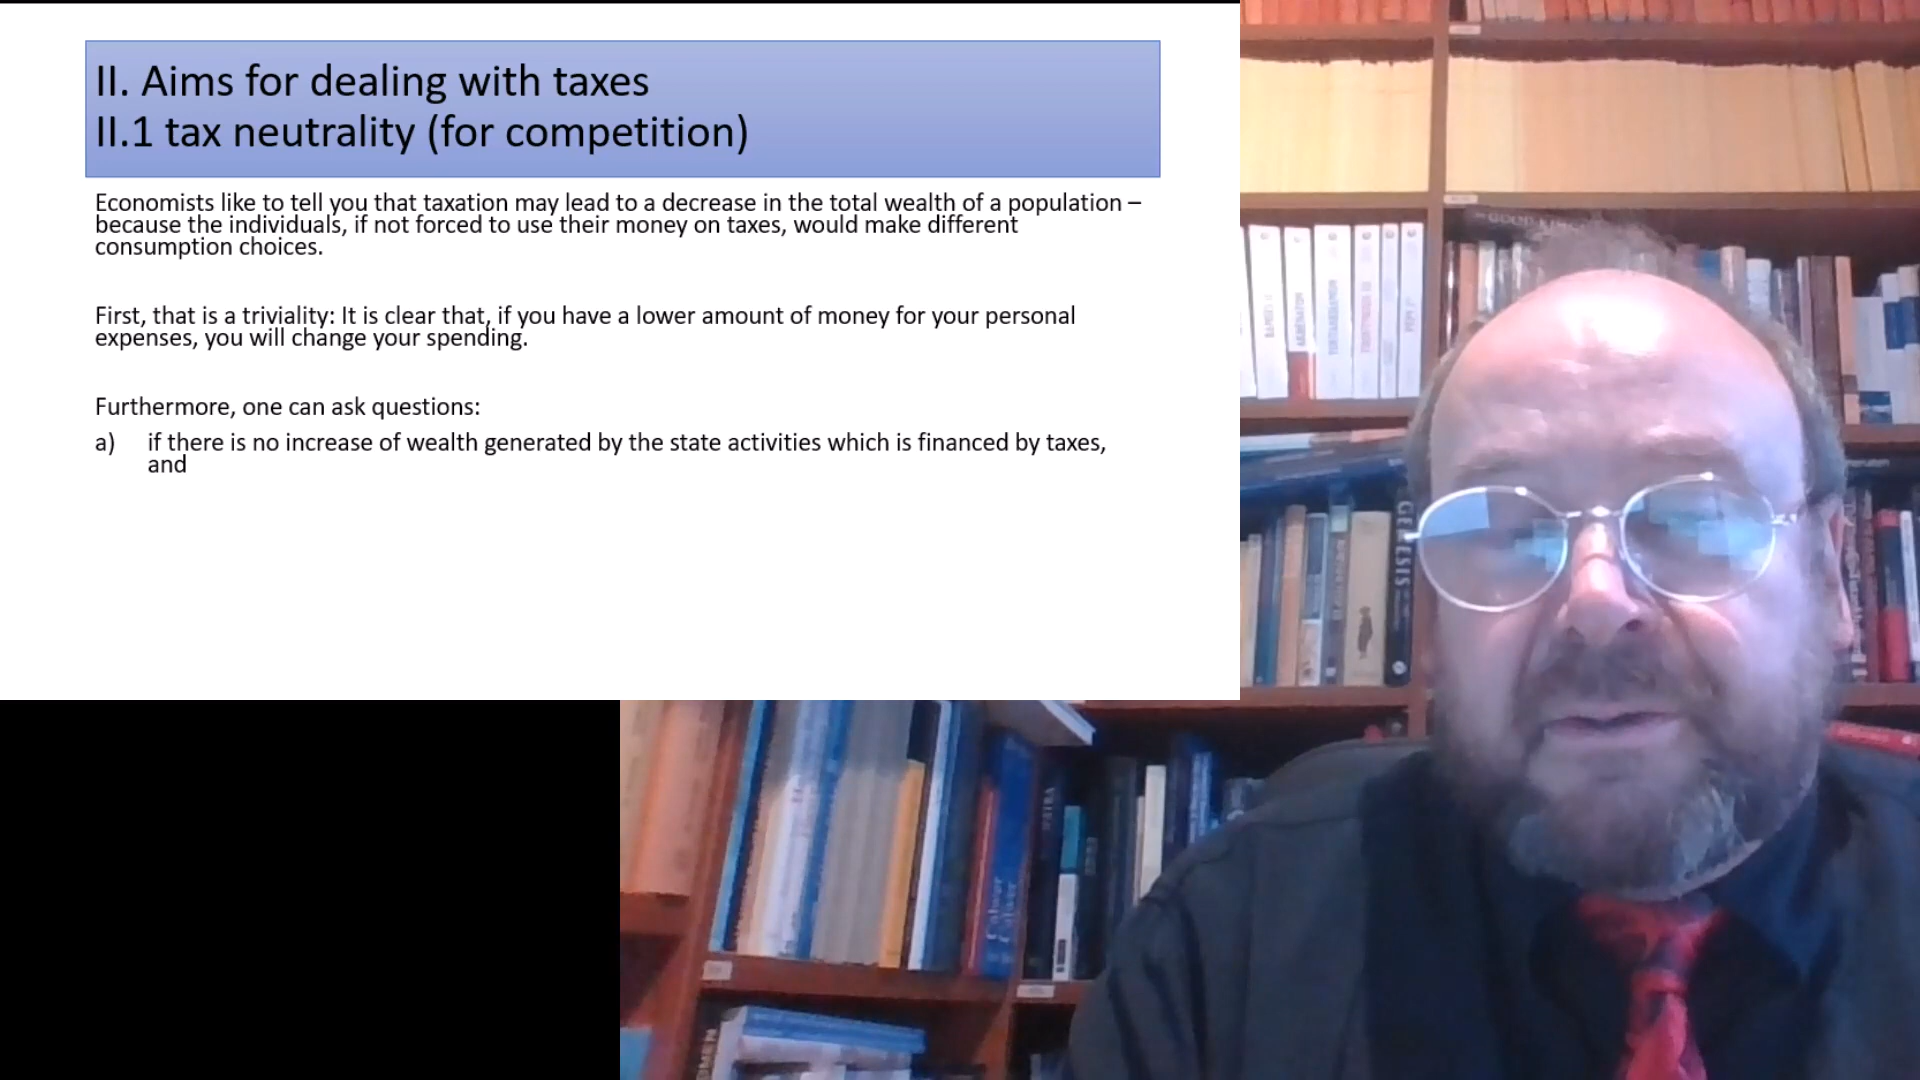 II. Aims for dealing with taxes
II.1 tax neutrality (for competition)
Economists like to tell you that taxation may lead to a decrease in the total wealth of a population –
because the individuals, if not forced to use their money on taxes, would make different
consumption choices.
First, that is a triviality: It is clear that, if you have a lower amount of money for your personal
expenses, you will change your spending.
Furthermore, one can ask questions:
a) if there is no increase of wealth generated by the state activities which is financed by taxes,
and
GENESIS